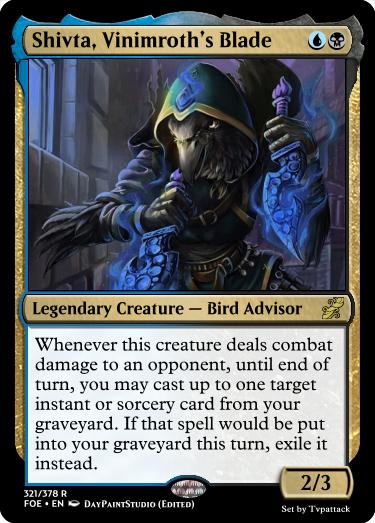 Shivta, Vinimroth's Blade
Legendary Creature — Bird Advisor
Whenever this creature deals combat
damage to an opponent, until end of
turn, you may cast up to one target
instant or sorcery card from your
graveyard. If that spell would be put
into your graveyard this turn, exile it
instead.
2/3
321/378 R
FOE • EN DayPaintStudio (Edited)
Set by Tvpattack